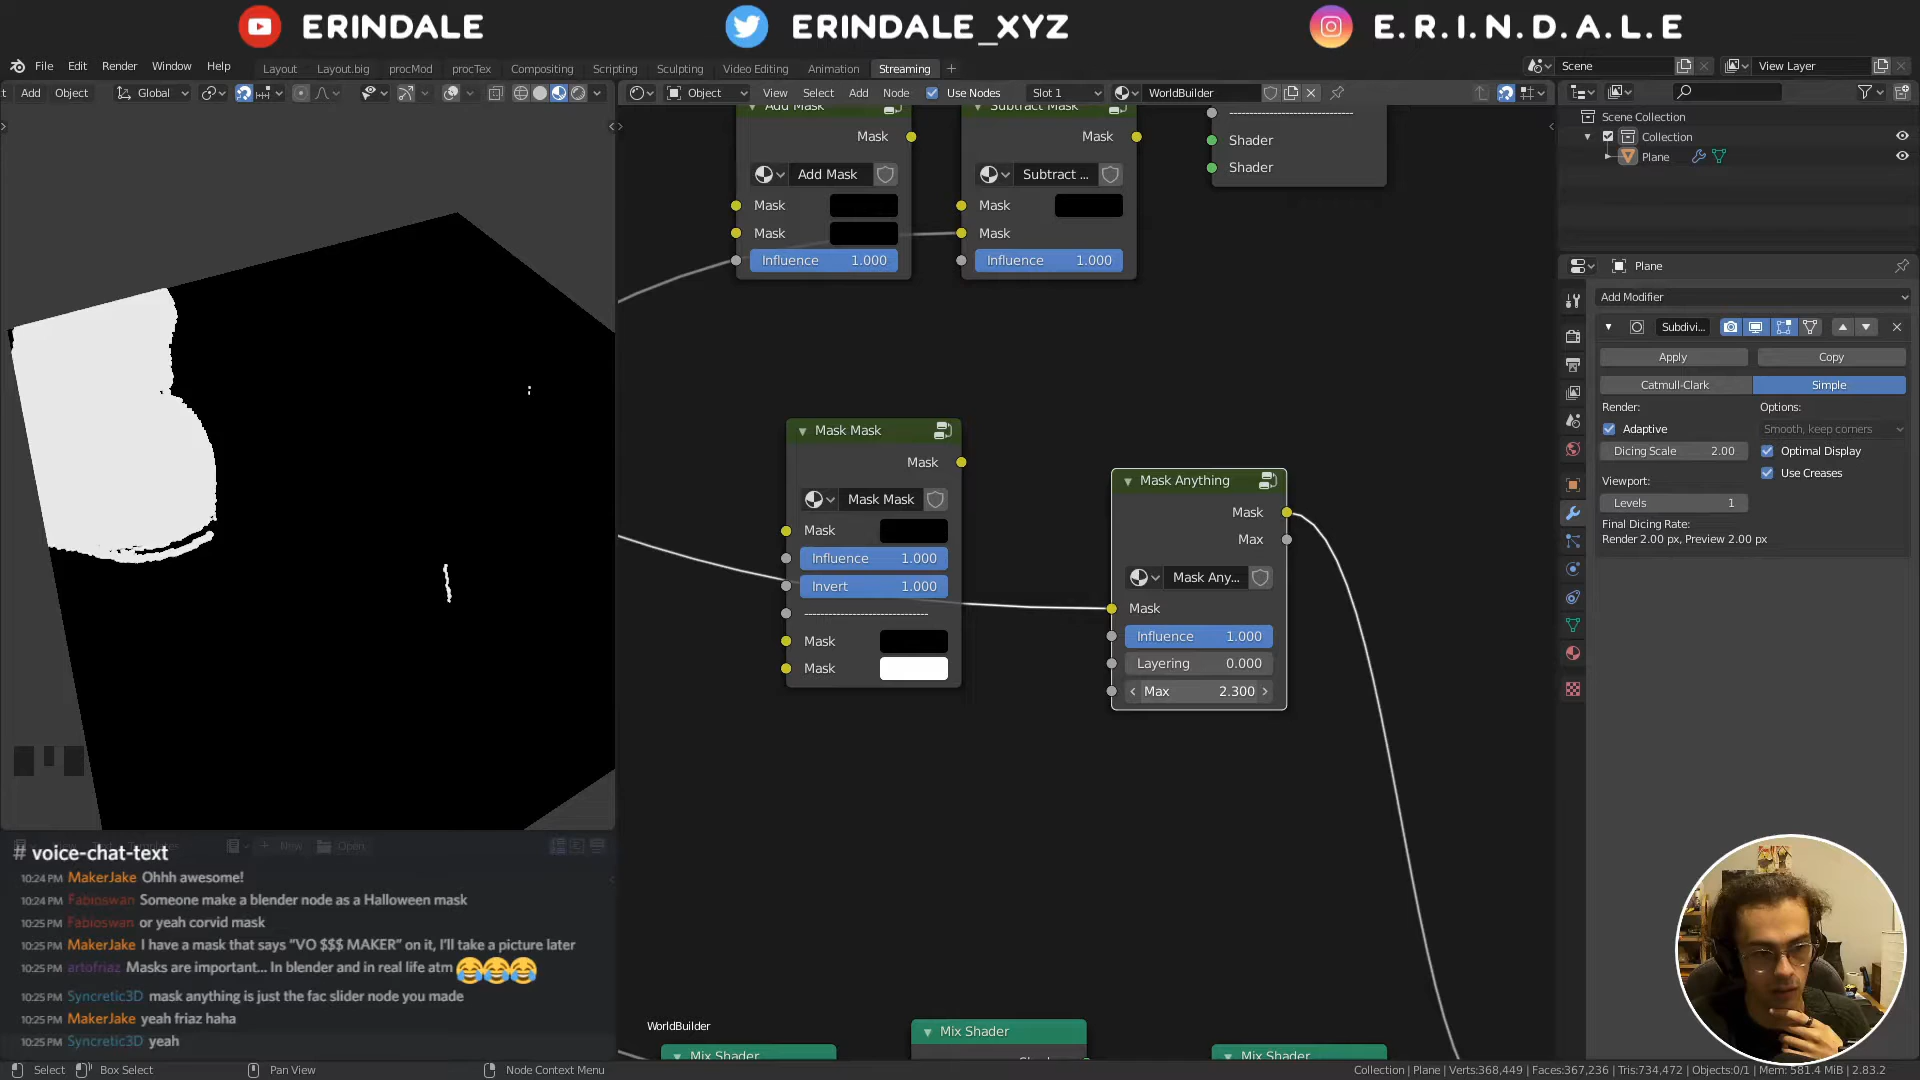 ERINDALE
ERINDALE_XYZ
E.R.I.N.D.A.L.E
File Edit Render Window Help
Layout Layout.big procMod procTex Compositing Scripting Sculpting Video Editing Animation Streaming +
Scene
View Layer
Add Object
Global
Object
View Select Add Node
Use Nodes
Slot 1
WorldBuilder
Add Mask
Mask
Add Mask
Mask
Mask
Influence 1.000
Subtract Mask
Mask
Subtract ...
Mask
Mask
Influence 1.000
Shader
Shader
Mask Mask
Mask
Mask Mask
Mask
Influence 1.000
Invert 1.000
Mask
Mask
Mask Anything
Mask
Max
Mask Any...
Mask
Influence 1.000
Layering 0.000
Max 2.300
WorldBuilder
Mix Shader
Mix Shader
Mix Shader
Scene Collection
Collection
Plane
Plane
Add Modifier
Subdivi...
Apply
Copy
Catmull-Clark
Simple
Render:
Options:
Adaptive
Smooth, keep corners
Dicing Scale 2.00
Optimal Display
Viewport:
Use Creases
Levels 1
Final Dicing Rate:
Render 2.00 px, Preview 2.00 px
New
Open
# voice-chat-text
10:24 PM MakerJake Ohhh awesome!
10:24 PM Fabioswan Someone make a blender node as a Halloween mask
10:25 PM Fabioswan or yeah corvid mask
10:25 PM MakerJake I have a mask that says "VO $$$ MAKER" on it, I'll take a picture later
10:25 PM artofriaz Masks are important... In blender and in real life atm 😂😂😂
10:25 PM Syncretic3D mask anything is just the fac slider node you made
10:25 PM MakerJake yeah friaz haha
10:25 PM Syncretic3D yeah
Select
Box Select
Pan View
Node Context Menu
Collection | Plane | Verts:368,449 | Faces:367,236 | Tris:734,472 | Objects:0/1 | Mem: 581.4 MiB | 2.83.2